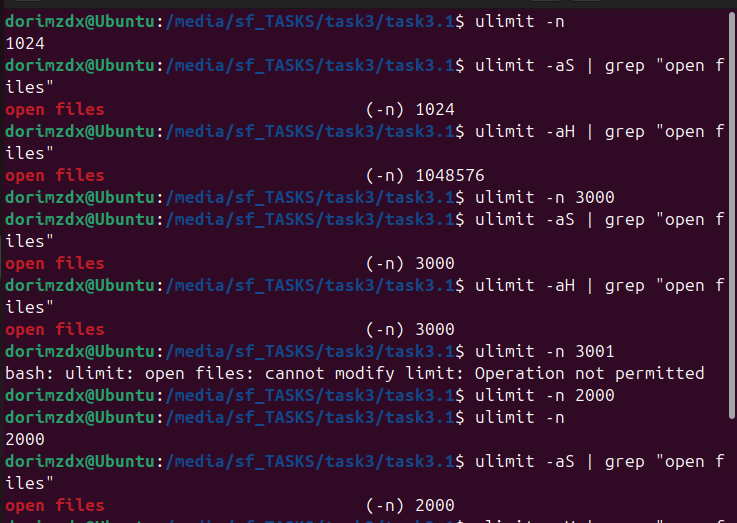 dorimzdx@Ubuntu:/media/sf_TASKS/task3/task3.1$ ulimit -n
1024
dorimzdx@Ubuntu:/media/sf_TASKS/task3/task3.1$ ulimit -aS | grep "open f
iles"
open files                          (-n) 1024
dorimzdx@Ubuntu:/media/sf_TASKS/task3/task3.1$ ulimit -aH | grep "open f
iles"
open files                          (-n) 1048576
dorimzdx@Ubuntu:/media/sf_TASKS/task3/task3.1$ ulimit -n 3000
dorimzdx@Ubuntu:/media/sf_TASKS/task3/task3.1$ ulimit -aS | grep "open f
iles"
open files                          (-n) 3000
dorimzdx@Ubuntu:/media/sf_TASKS/task3/task3.1$ ulimit -aH | grep "open f
iles"
open files                          (-n) 3000
dorimzdx@Ubuntu:/media/sf_TASKS/task3/task3.1$ ulimit -n 3001
bash: ulimit: open files: cannot modify limit: Operation not permitted
dorimzdx@Ubuntu:/media/sf_TASKS/task3/task3.1$ ulimit -n 2000
dorimzdx@Ubuntu:/media/sf_TASKS/task3/task3.1$ ulimit -n
2000
dorimzdx@Ubuntu:/media/sf_TASKS/task3/task3.1$ ulimit -aS | grep "open f
iles"
open files                          (-n) 2000